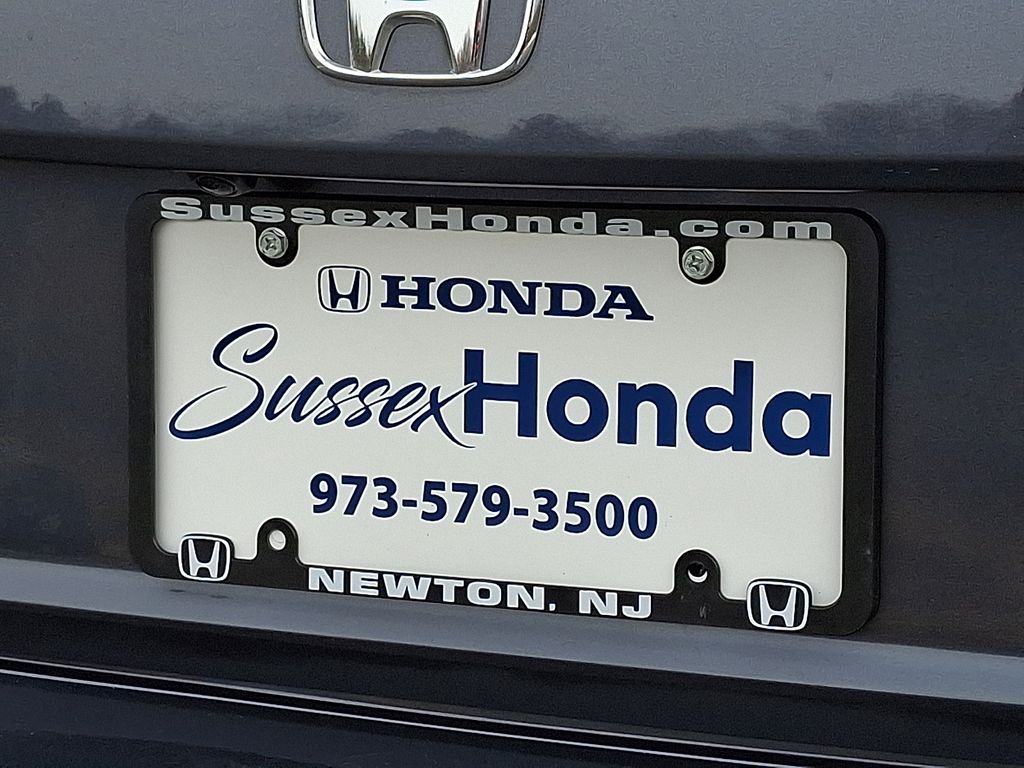 SussexHonda.com
HONDA
SussexHonda
973-579-3500
NEWTON, NJ